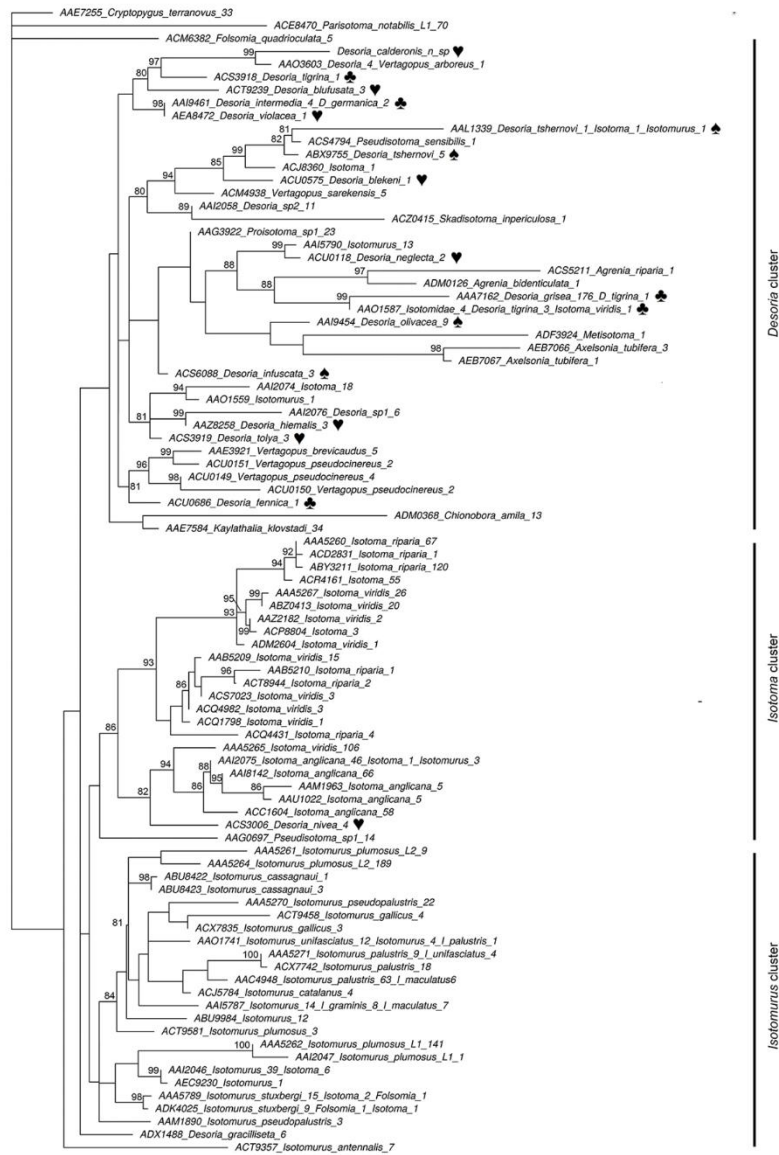 AAE7255_Cryptopygus_terranovus_33
ACE8470_Parisotoma_notabilis_L1_70
ACM6382_Folsomia_quadrioculata_5
Desoria_calderonis_n_sp ♥
99
AAO3603_Desoria_4_Vertagopus_arboreus_1
97
ACS3918_Desoria_tigrina_1 ♣
80
ACT9239_Desoria_blufusata_3 ♥
98
AAI9461_Desoria_intermedia_4_D_germanica_2 ♣
AEA8472_Desoria_violacea_1 ♥
81
AAL1339_Desoria_tshernovi_1_Isotoma_1_Isotomurus_1 ♠
82
ACS4794_Pseudisotoma_sensibilis_1
99
ABX9755_Desoria_tshernovi_5 ♠
85
ACJ8360_Isotoma_1
94
ACU0575_Desoria_blekeni_1 ♥
80
ACM4938_Vertagopus_sarekensis_5
89
AAI2058_Desoria_sp2_11
ACZ0415_Skadisotoma_inpericulosa_1
AAG3922_Proisotoma_sp1_23
99
AAI5790_Isotomurus_13
88
ACU0118_Desoria_neglecta_2 ♥
97
ACS5211_Agrenia_riparia_1
88
ADM0126_Agrenia_bidenticulata_1
99
AAA7162_Desoria_grisea_176_D_tigrina_1 ♣
AAO1587_Isotomidae_4_Desoria_tigrina_3_Isotoma_viridis_1 ♣
AAI9454_Desoria_olivacea_9 ♠
ADF3924_Metisotoma_1
98
AEB7066_Axelsonia_tubifera_3
AEB7067_Axelsonia_tubifera_1
ACS6088_Desoria_infuscata_3 ♠
94
AAI2074_Isotoma_18
AAO1559_Isotomurus_1
99
AAI2076_Desoria_sp1_6
81
AAZ8258_Desoria_hiemalis_3 ♥
ACS3919_Desoria_tolya_3 ♥
99
AAE3921_Vertagopus_brevicaudus_5
96
ACU0151_Vertagopus_pseudocinereus_2
98
ACU0149_Vertagopus_pseudocinereus_4
81
ACU0150_Vertagopus_pseudocinereus_2
ACU0686_Desoria_fennica_1 ♣
ADM0368_Chionobora_amila_13
AAE7584_Kaylathalia_klovstadi_34
Desoria cluster
AAA5260_Isotoma_riparia_67
92
ACD2831_Isotoma_riparia_1
94
ABY3211_Isotoma_riparia_120
ACR4161_Isotoma_55
99
AAA5267_Isotoma_viridis_26
95
ABZ0413_Isotoma_viridis_20
93
AAZ2182_Isotoma_viridis_2
99
ACP8804_Isotoma_3
ADM2604_Isotoma_viridis_1
93
AAB5209_Isotoma_viridis_15
96
AAB5210_Isotoma_riparia_1
86
ACT8944_Isotoma_riparia_2
ACS7023_Isotoma_viridis_3
ACQ4982_Isotoma_viridis_3
ACQ1798_Isotoma_viridis_1
86
ACQ4431_Isotoma_riparia_4
AAA5265_Isotoma_viridis_106
94
88
AAI2075_Isotoma_anglicana_46_Isotoma_1_Isotomurus_3
95
AAI8142_Isotoma_anglicana_66
86
86
AAM1963_Isotoma_anglicana_5
82
AAU1022_Isotoma_anglicana_5
ACC1604_Isotoma_anglicana_58
ACS3006_Desoria_nivea_4 ♥
AAG0697_Pseudisotoma_sp1_14
Isotoma cluster
AAA5261_Isotomurus_plumosus_L2_9
AAA5264_Isotomurus_plumosus_L2_189
98
ABU8422_Isotomurus_cassagnaui_1
ABU8423_Isotomurus_cassagnaui_3
AAA5270_Isotomurus_pseudopalustris_22
81
ACT9458_Isotomurus_gallicus_4
ACX7835_Isotomurus_gallicus_3
AAO1741_Isotomurus_unifasciatus_12_Isotomurus_4_I_palustris_1
100
AAA5271_Isotomurus_palustris_9_I_unifasciatus_4
ACX7742_Isotomurus_palustris_18
AAC4948_Isotomurus_palustris_63_I_maculatus6
84
ACJ5784_Isotomurus_catalanus_4
AAI5787_Isotomurus_14_I_graminis_8_I_maculatus_7
ABU9984_Isotomurus_12
ACT9581_Isotomurus_plumosus_3
100
AAA5262_Isotomurus_plumosus_L1_141
AAI2047_Isotomurus_plumosus_L1_1
99
AAI2046_Isotomurus_39_Isotoma_6
AEC9230_Isotomurus_1
98
AAA5789_Isotomurus_stuxbergi_15_Isotoma_2_Folsomia_1
ADK4025_Isotomurus_stuxbergi_9_Folsomia_1_Isotoma_1
AAM1890_Isotomurus_pseudopalustris_3
ADX1488_Desoria_gracilliseta_6
ACT9357_Isotomurus_antennalis_7
Isotomurus cluster